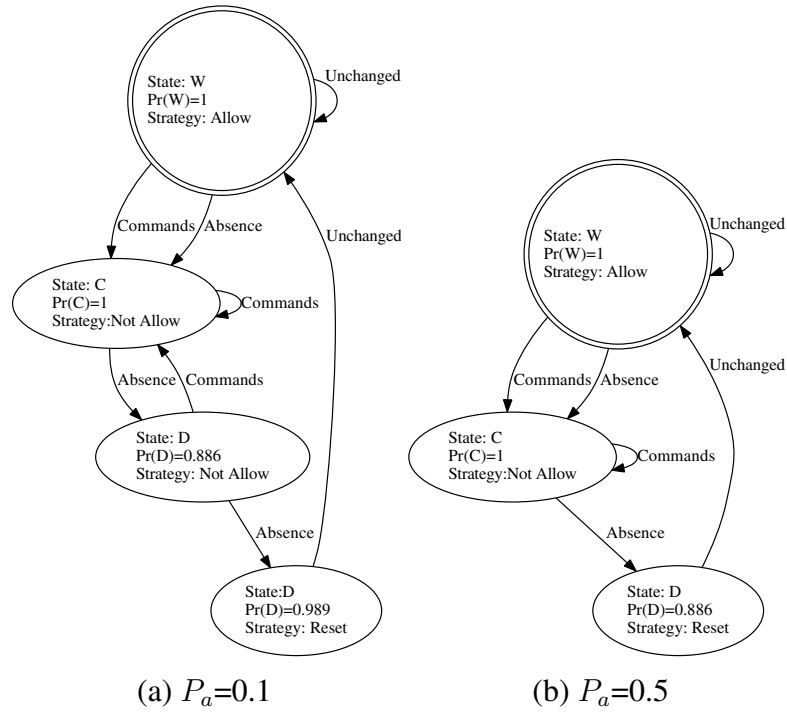 State: W
Pr(W)=1
Strategy: Allow
Unchanged
Commands
Absence
Unchanged
State: C
Pr(C)=1
Strategy:Not Allow
Commands
Absence
Commands
State: D
Pr(D)=0.886
Strategy: Not Allow
Absence
State:D
Pr(D)=0.989
Strategy: Reset
(a) P_a=0.1
State: W
Pr(W)=1
Strategy: Allow
Unchanged
Commands
Absence
Unchanged
State: C
Pr(C)=1
Strategy:Not Allow
Commands
Absence
State: D
Pr(D)=0.886
Strategy: Reset
(b) P_a=0.5